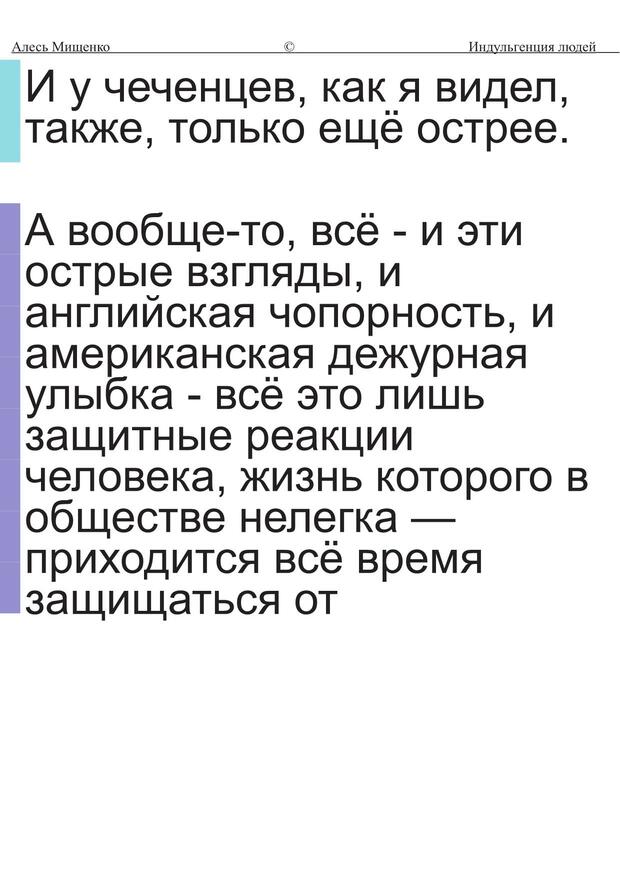 Алесь Мищенко © Индульгенция людей
И у чеченцев, как я видел,
также, только ещё острее.
А вообще-то, всё - и эти
острые взгляды, и
английская чопорность, и
американская дежурная
улыбка - всё это лишь
защитные реакции
человека, жизнь которого в
обществе нелегка —
приходится всё время
защищаться от